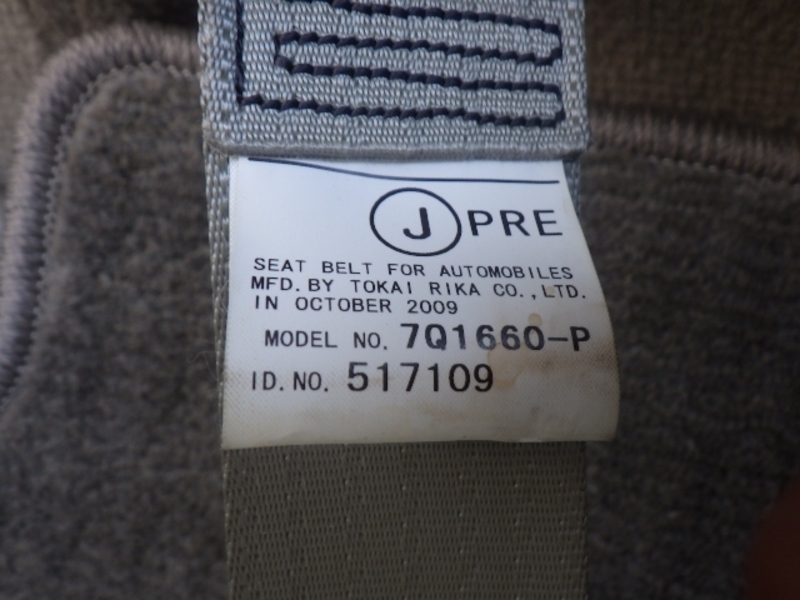 J PRE
SEAT BELT FOR AUTOMOBILES
MFD. BY TOKAI RIKA CO., LTD.
IN OCTOBER 2009
MODEL NO. 7Q1660-P
ID. NO. 517109